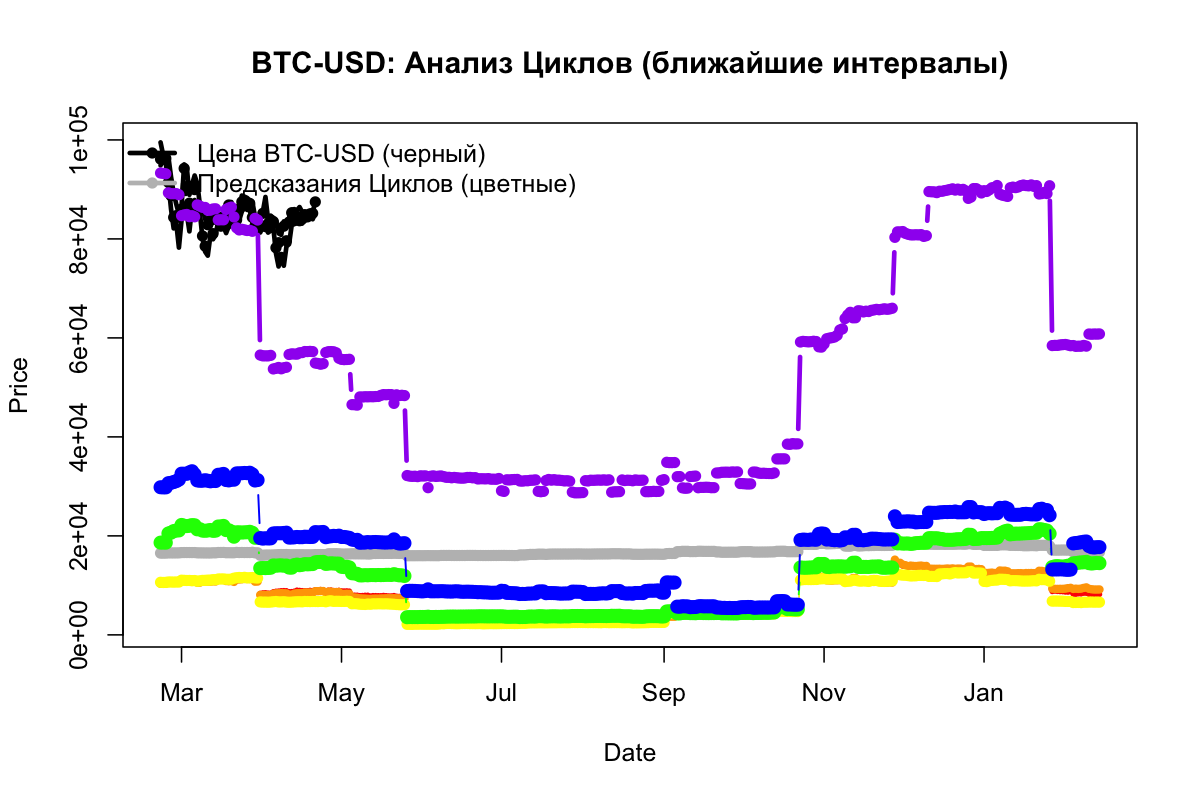 BTC-USD: Анализ Циклов (ближайшие интервалы)
Цена BTC-USD (черный)
Предсказания Циклов (цветные)
Price
1e+05
8e+04
6e+04
4e+04
2e+04
0e+00
Mar May Jul Sep Nov Jan
Date